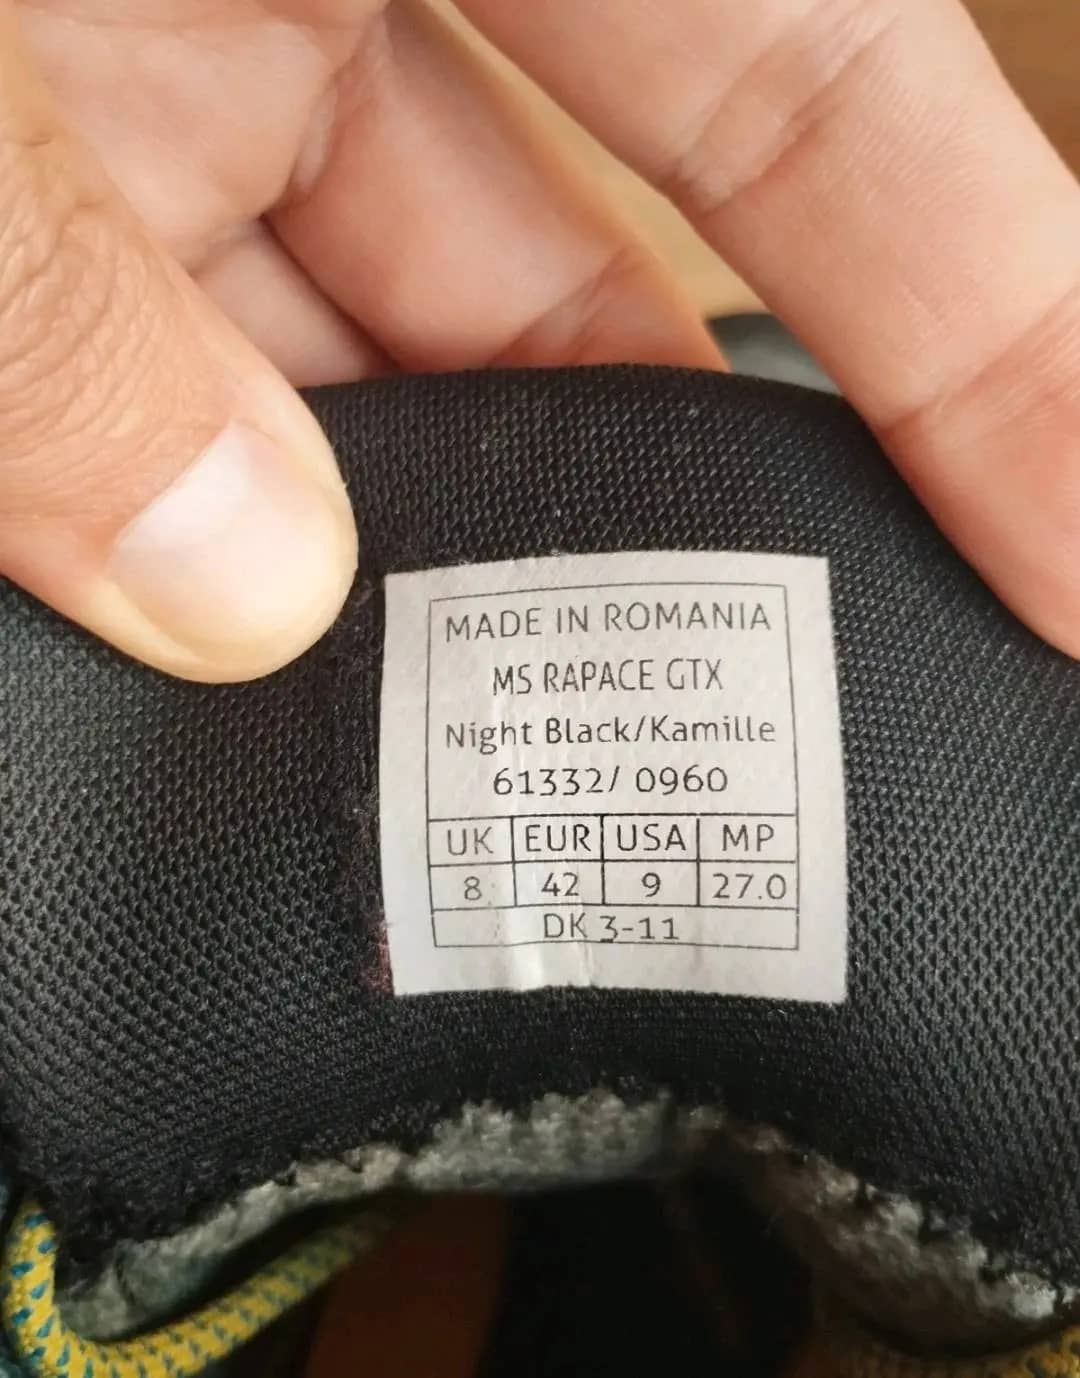 MADE IN ROMANIA
MS RAPACE GTX
Night Black/Kamille
61332/ 0960
UK EUR USA MP
8 42 9 27.0
DK 3-11